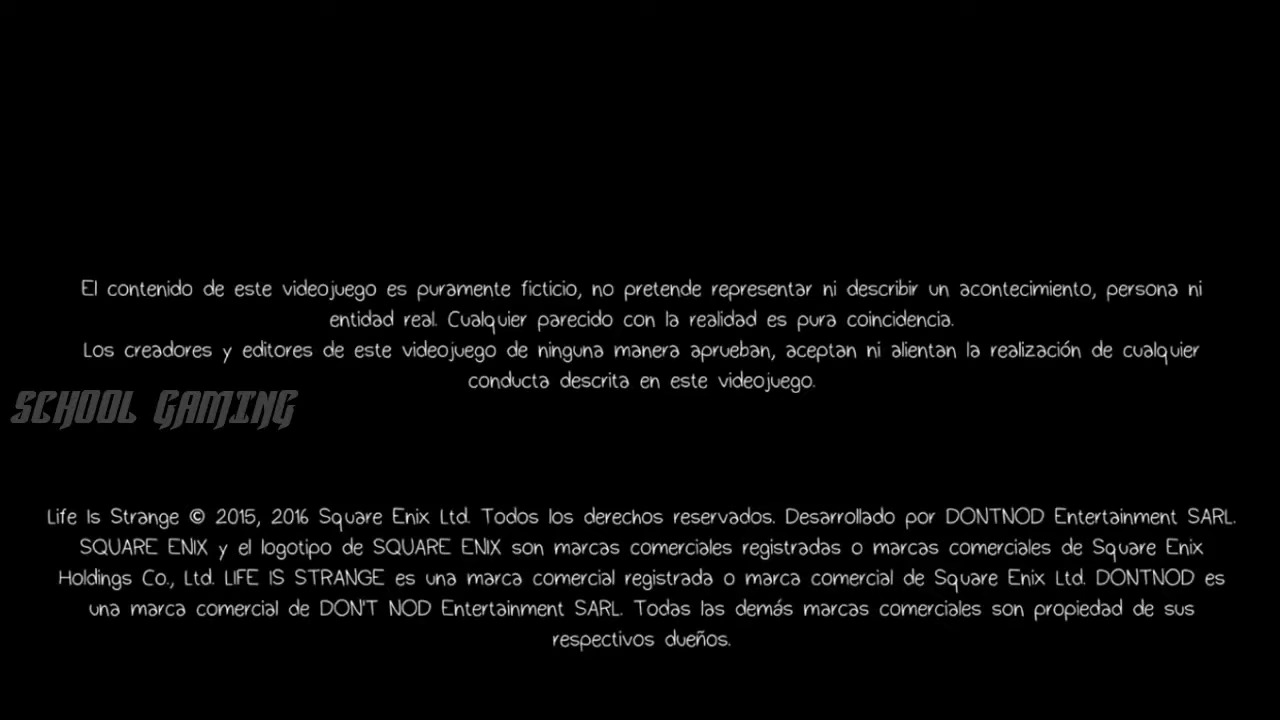 El contenido de este videojuego es puramente ficticio, no pretende representar ni describir un acontecimiento, persona ni
entidad real. Cualquier parecido con la realidad es pura coincidencia.
Los creadores y editores de este videojuego de ninguna manera aprueban, aceptan ni alientan la realización de cualquier
conducta descrita en este videojuego.
SCHOOL GAMING
Life Is Strange © 2015, 2016 Square Enix Ltd. Todos los derechos reservados. Desarrollado por DONTNOD Entertainment SARL.
SQUARE ENIX y el logotipo de SQUARE ENIX son marcas comerciales registradas o marcas comerciales de Square Enix
Holdings Co., Ltd. LIFE IS STRANGE es una marca comercial registrada o marca comercial de Square Enix Ltd. DONTNOD es
una marca comercial de DON'T NOD Entertainment SARL. Todas las demás marcas comerciales son propiedad de sus
respectivos dueños.